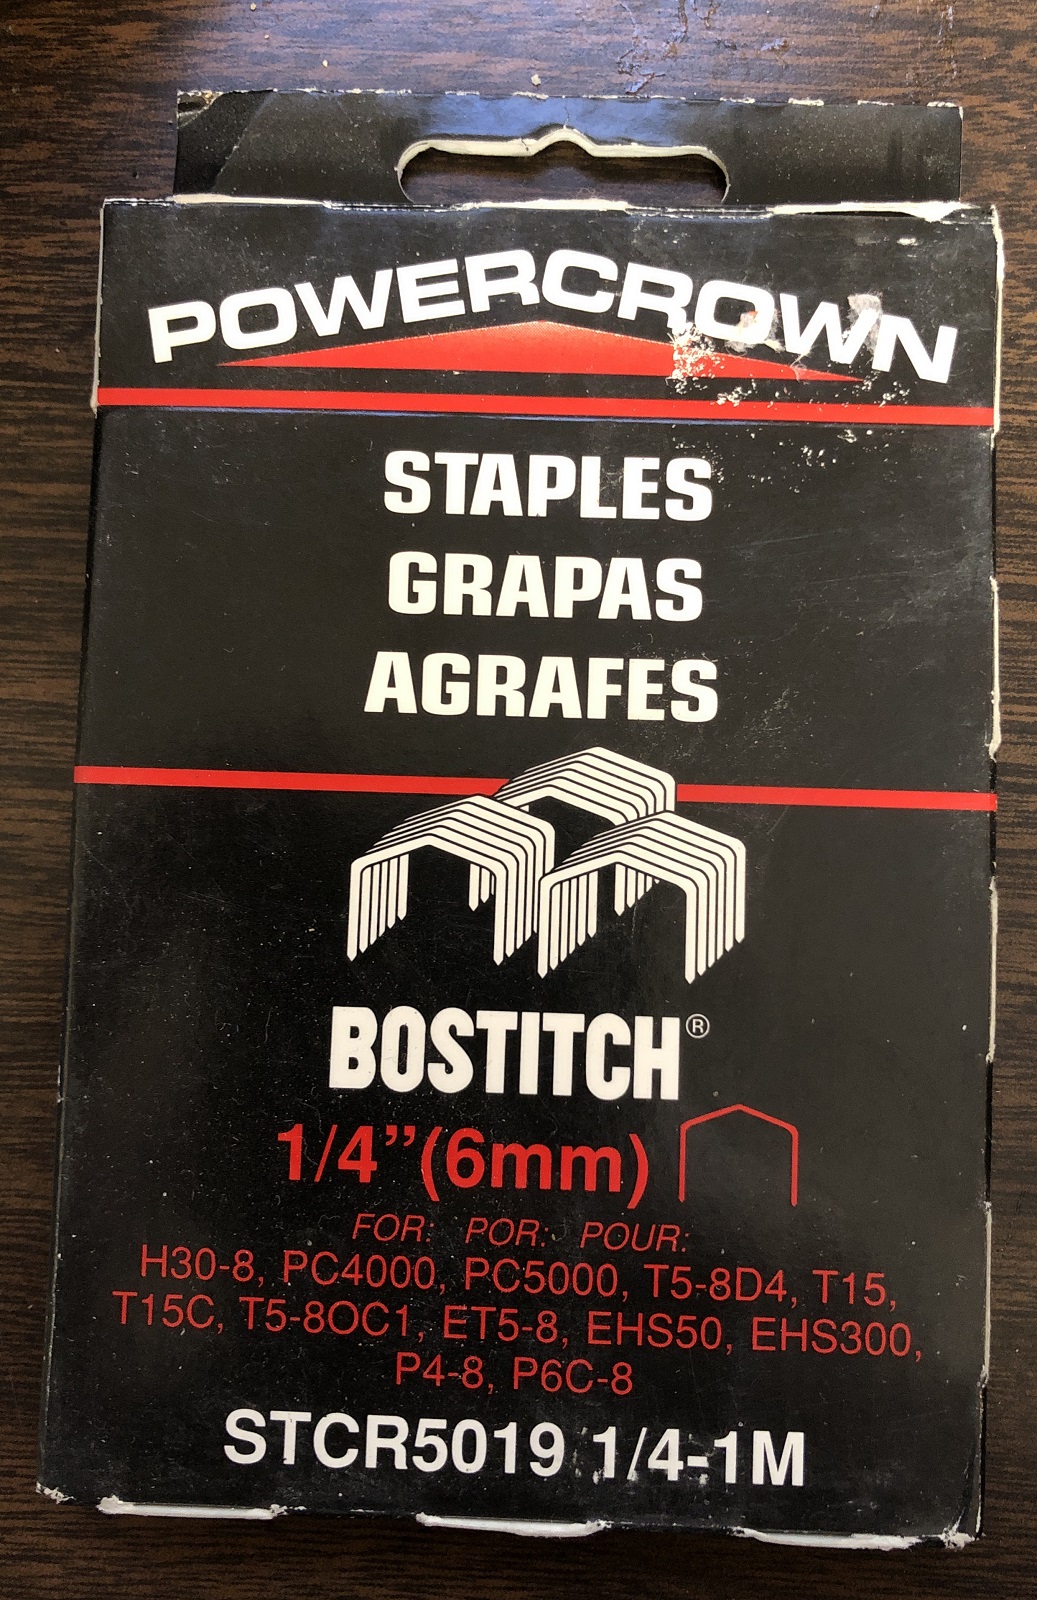 POWERCROWN
STAPLES
GRAPAS
AGRAFES
BOSTITCH®
1/4”(6mm)
FOR: POR: POUR:
H30-8, PC4000, PC5000, T5-8D4, T15,
T15C, T5-8OC1, ET5-8, EHS50, EHS300,
P4-8, P6C-8
STCR5019 1/4-1M